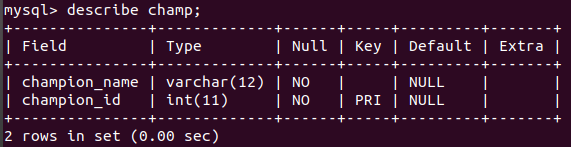 mysql> describe champ;
+---------------+-------------+------+-----+---------+-------+
| Field         | Type        | Null | Key | Default | Extra |
+---------------+-------------+------+-----+---------+-------+
| champion_name | varchar(12) | NO   |     | NULL    |       |
| champion_id   | int(11)     | NO   | PRI | NULL    |       |
+---------------+-------------+------+-----+---------+-------+
2 rows in set (0.00 sec)